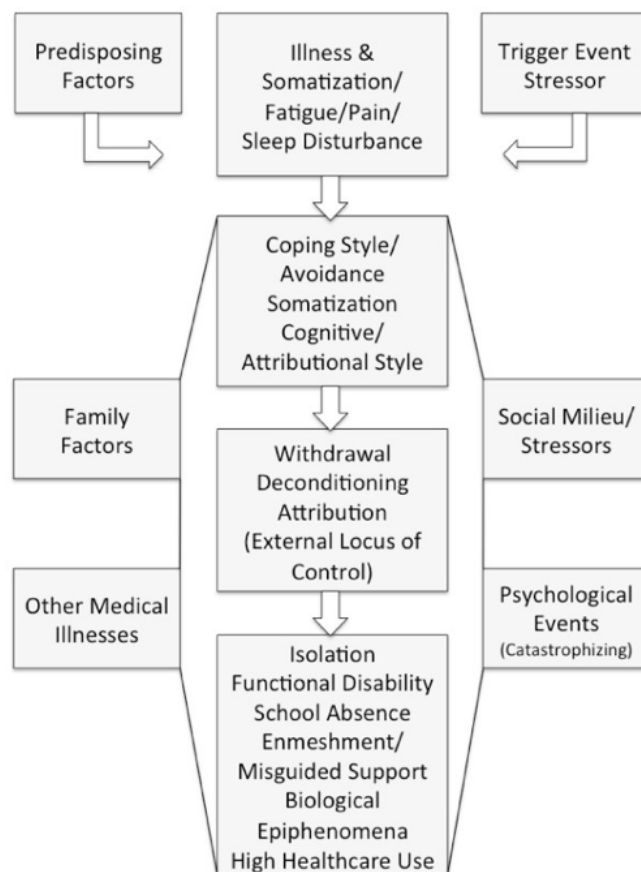 Predisposing
Factors
Illness &
Somatization/
Fatigue/Pain/
Sleep Disturbance
Trigger Event
Stressor
Coping Style/
Avoidance
Somatization
Cognitive/
Attributional Style
Family
Factors
Social Milieu/
Stressors
Withdrawal
Deconditioning
Attribution
(External Locus of
Control)
Other Medical
Illnesses
Psychological
Events
(Catastrophizing)
Isolation
Functional Disability
School Absence
Enmeshment/
Misguided Support
Biological
Epiphenomena
High Healthcare Use